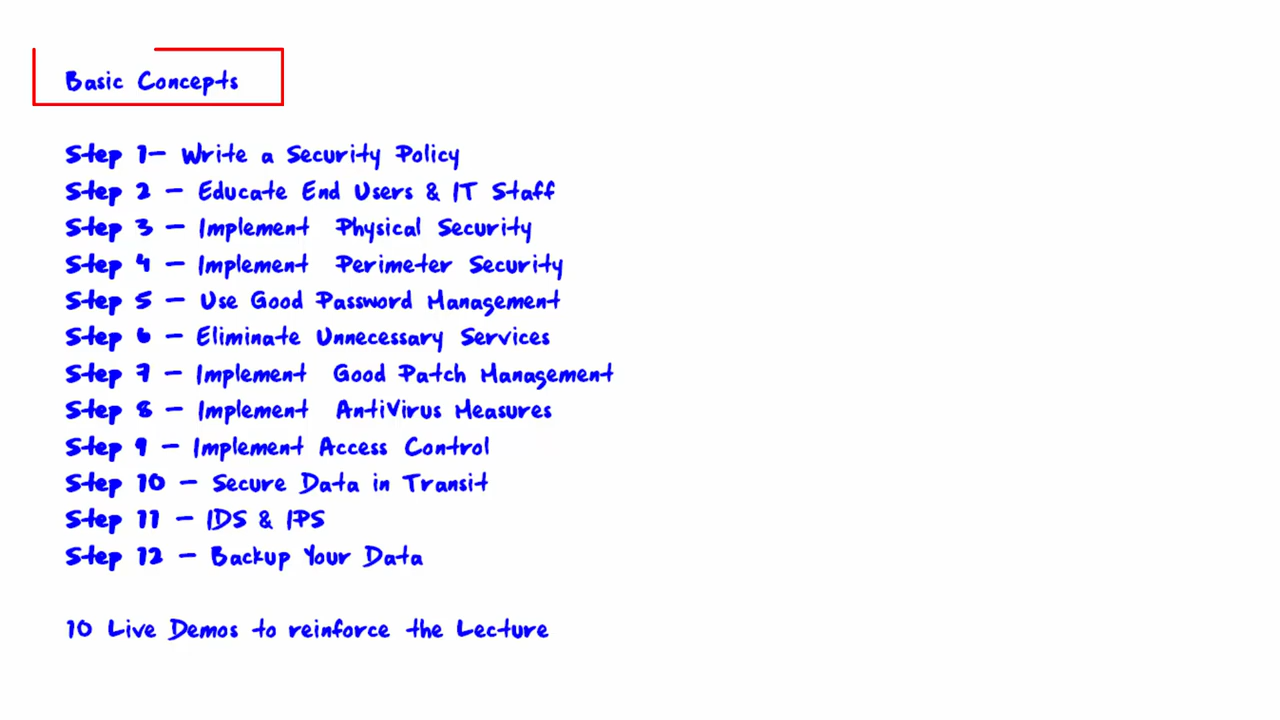 Basic Concepts
Step 1– Write a Security Policy
Step 2 – Educate End Users & IT Staff
Step 3 – Implement Physical Security
Step 4 – Implement Perimeter Security
Step 5 – Use Good Password Management
Step 6 – Eliminate Unnecessary Services
Step 7 – Implement Good Patch Management
Step 8 – Implement AntiVirus Measures
Step 9 – Implement Access Control
Step 10 – Secure Data in Transit
Step 11 – IDS & IPS
Step 12 – Backup Your Data
10 Live Demos to reinforce the Lecture